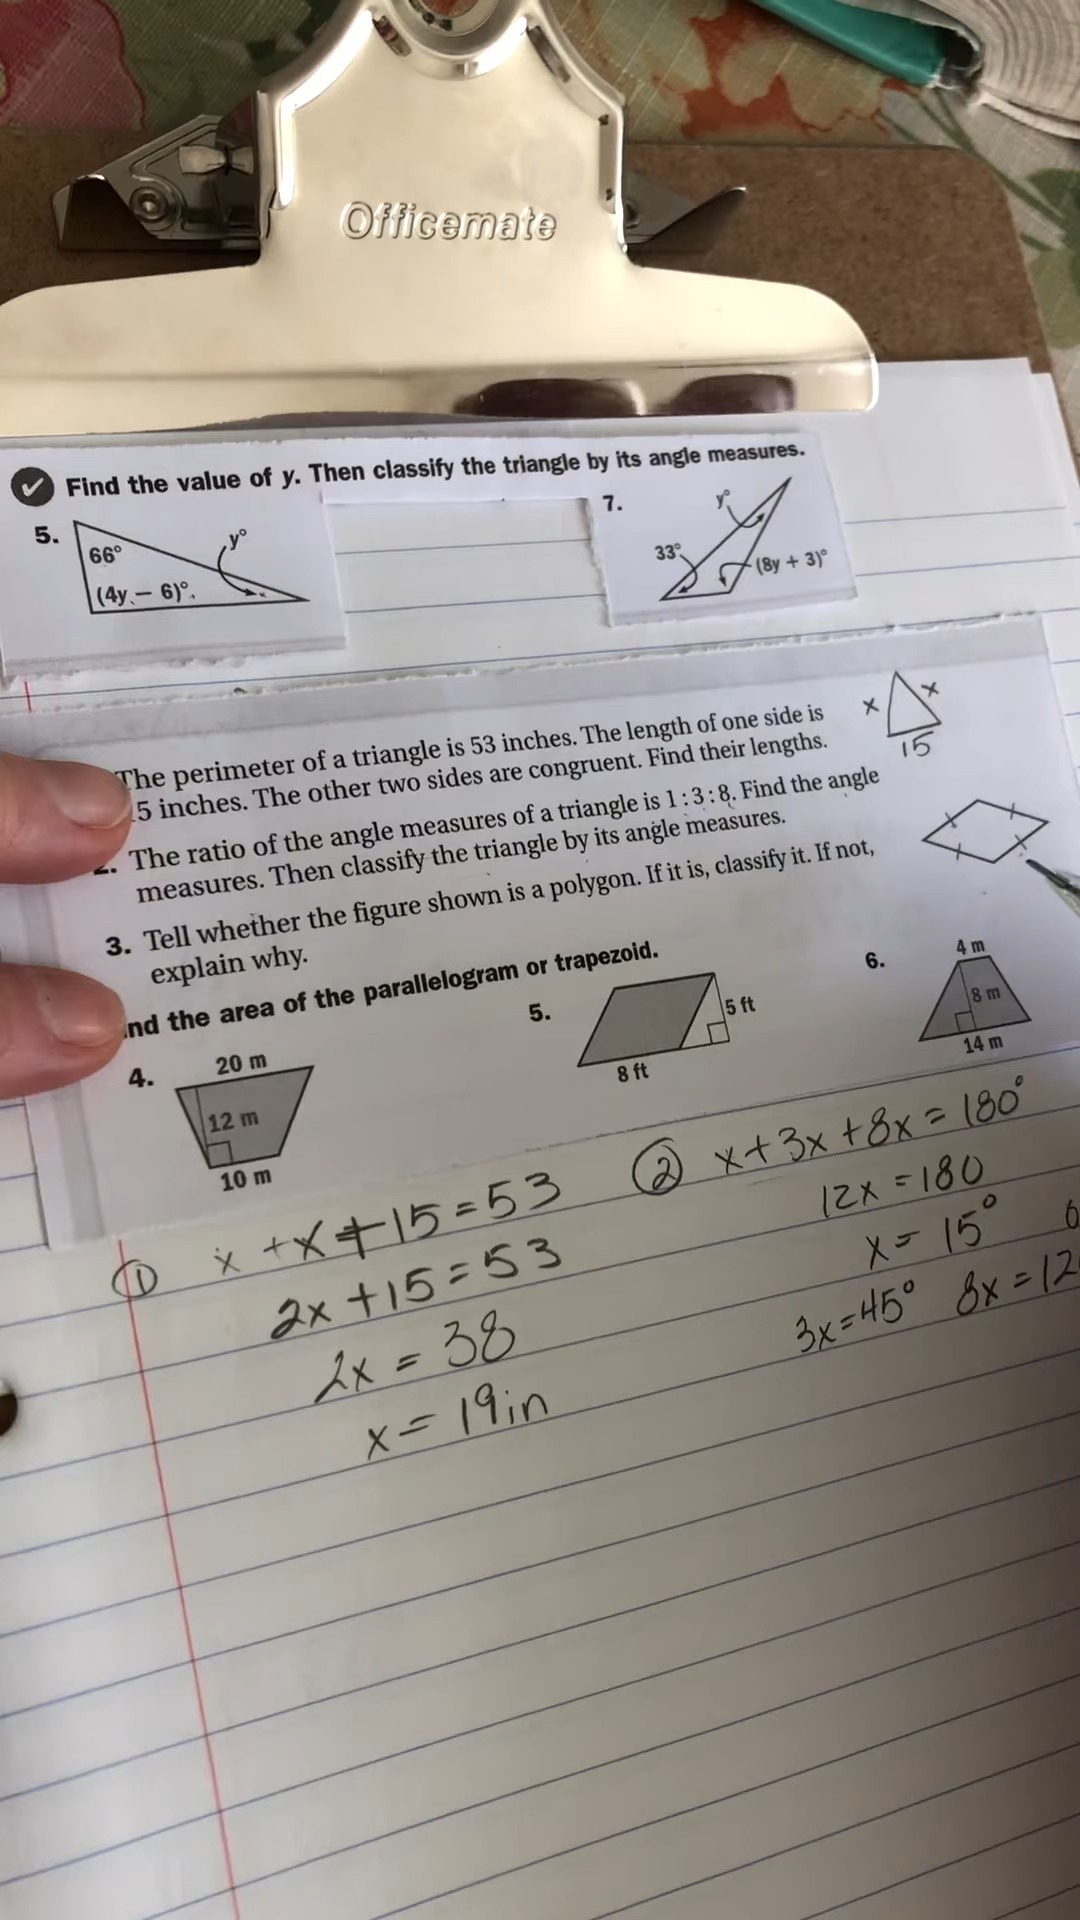 Officemate
Find the value of y. Then classify the triangle by its angle measures.
5.
66°
y°
(4y - 6)°
7.
y°
33°
(8y + 3)°
The perimeter of a triangle is 53 inches. The length of one side is
5 inches. The other two sides are congruent. Find their lengths.
x
x
15
2. The ratio of the angle measures of a triangle is 1:3:8. Find the angle
measures. Then classify the triangle by its angle measures.
3. Tell whether the figure shown is a polygon. If it is, classify it. If not,
explain why.
nd the area of the parallelogram or trapezoid.
4.
20 m
12 m
10 m
5.
5 ft
8 ft
6.
4 m
8 m
14 m
① x + x + 15 = 53
2x + 15 = 53
2x = 38
x = 19in
② x + 3x + 8x = 180°
12x = 180
x = 15°
3x = 45° 8x = 12